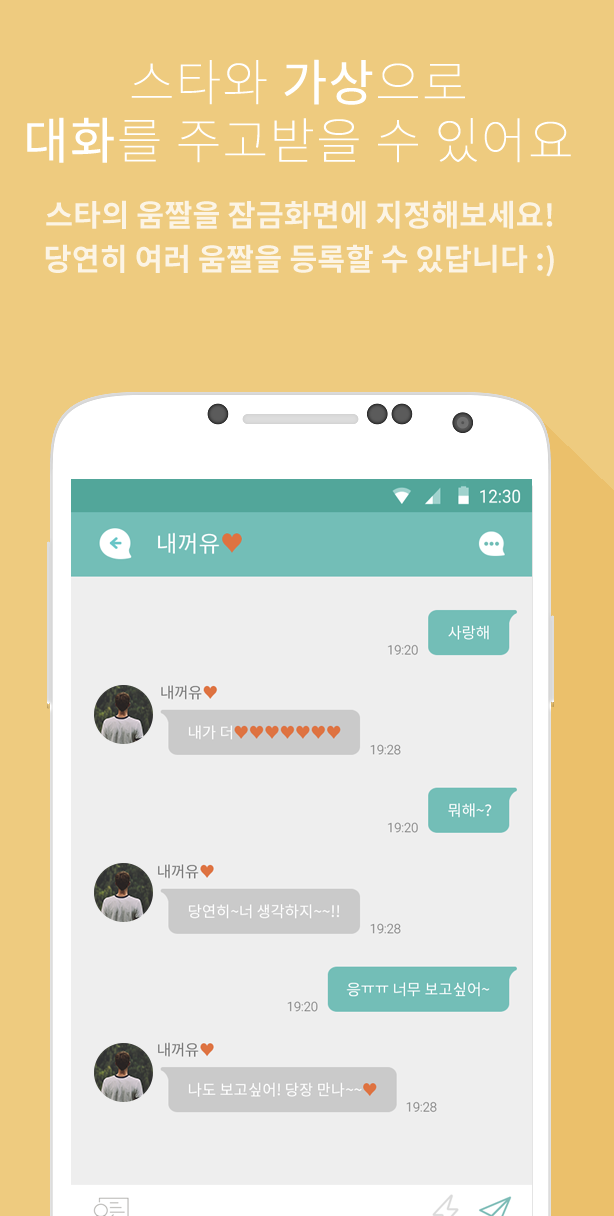 스타와 가상으로
대화를 주고받을 수 있어요
스타의 움짤을 잠금화면에 지정해보세요!
당연히 여러 움짤을 등록할 수 있답니다 :)
12:30
내꺼유♥
사랑해
19:20
내꺼유♥
내가 더♥♥♥♥♥♥♥
19:28
뭐해~?
19:20
내꺼유♥
당연히~너 생각하지~~!!
19:28
응ㅠㅠ 너무 보고싶어~
19:20
내꺼유♥
나도 보고싶어! 당장 만나~~♥
19:28